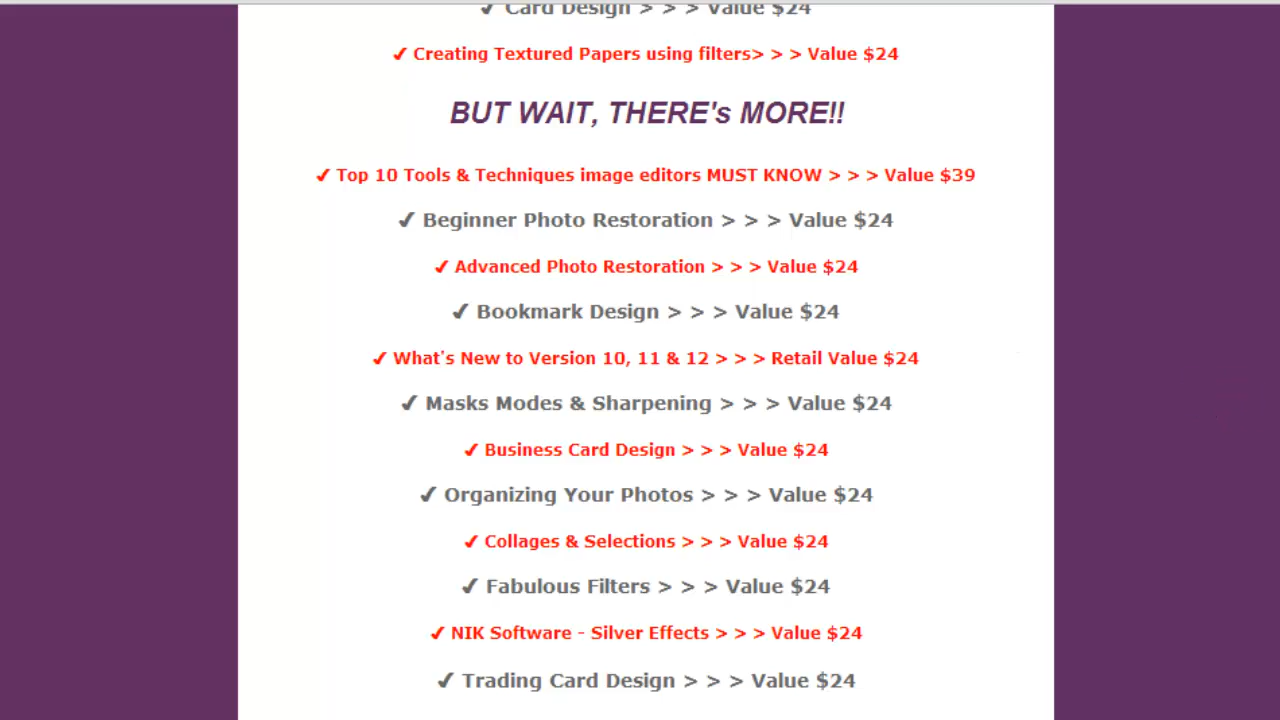 ✔ Card Design > > > Value $24
✔ Creating Textured Papers using filters> > > Value $24
BUT WAIT, THERE's MORE!!
✔ Top 10 Tools & Techniques image editors MUST KNOW > > > Value $39
✔ Beginner Photo Restoration > > > Value $24
✔ Advanced Photo Restoration > > > Value $24
✔ Bookmark Design > > > Value $24
✔ What's New to Version 10, 11 & 12 > > > Retail Value $24
✔ Masks Modes & Sharpening > > > Value $24
✔ Business Card Design > > > Value $24
✔ Organizing Your Photos > > > Value $24
✔ Collages & Selections > > > Value $24
✔ Fabulous Filters > > > Value $24
✔ NIK Software - Silver Effects > > > Value $24
✔ Trading Card Design > > > Value $24